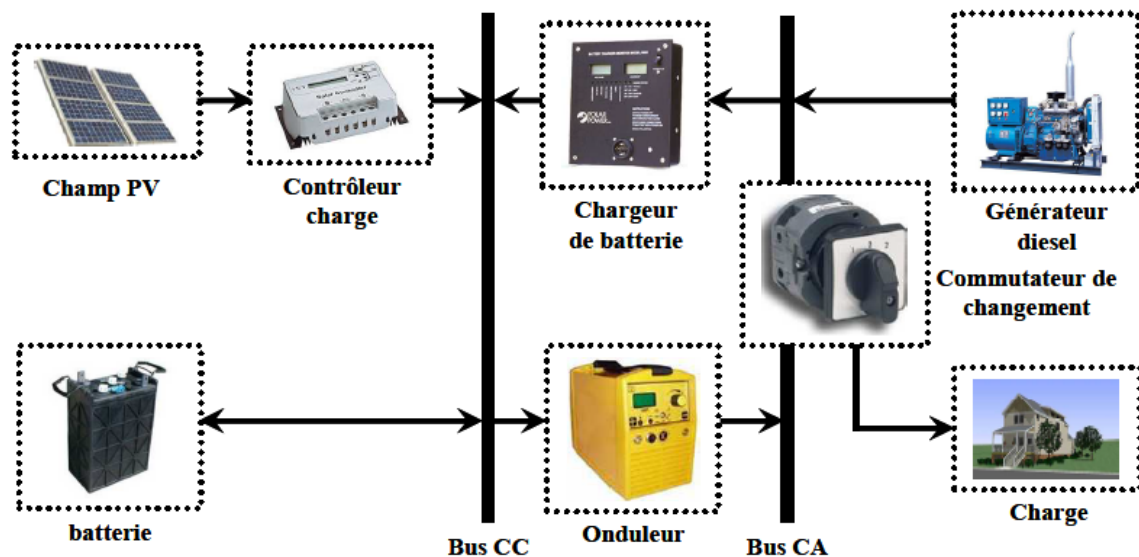 Champ PV
Contrôleur
charge
Chargeur
de batterie
Générateur
diesel
Commutateur de
changement
batterie
Bus CC
Onduleur
Bus CA
Charge